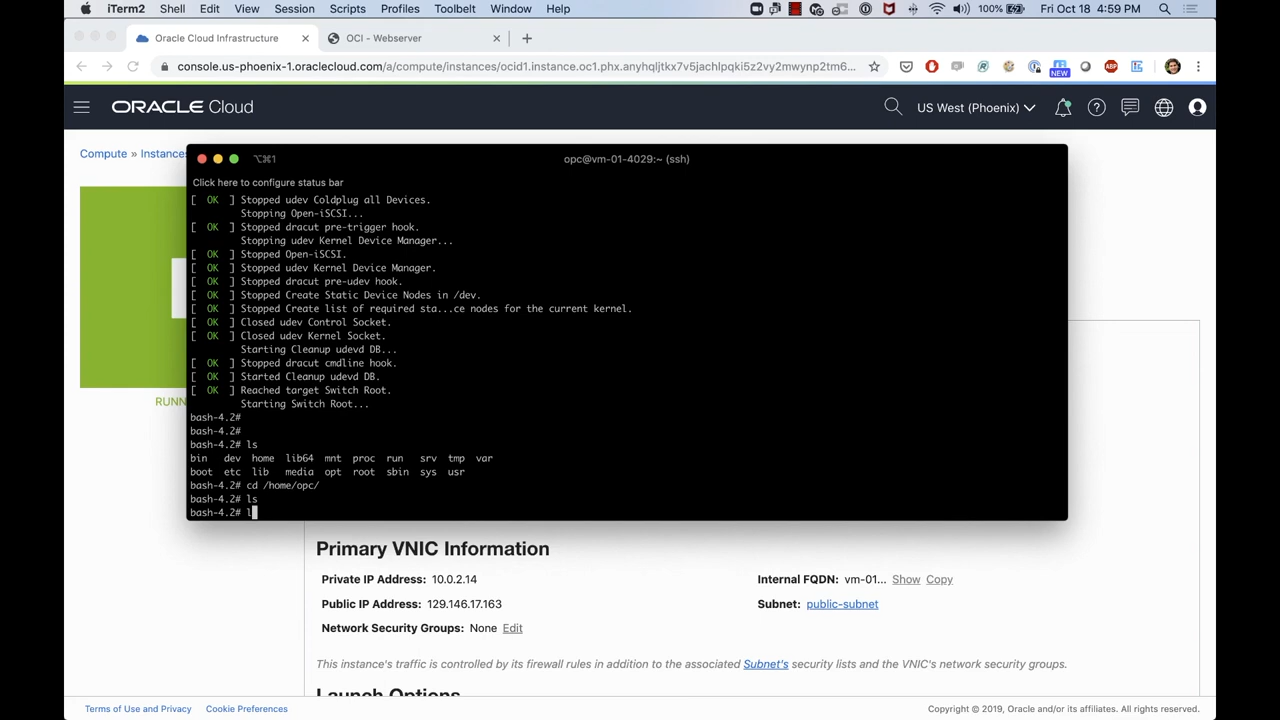 iTerm2 Shell Edit View Session Scripts Profiles Toolbelt Window Help 100% Fri Oct 18 4:59 PM
Oracle Cloud Infrastructure OCI - Webserver
console.us-phoenix-1.oraclecloud.com/a/compute/instances/ocid1.instance.oc1.phx.anyhqljtkx7v5jachlpqki5z2vy2mwynp2tm6...
NEW
ABP
ORACLE Cloud US West (Phoenix)
Compute » Instances
⌥⌘1 opc@vm-01-4029:~ (ssh)
Click here to configure status bar
[ OK ] Stopped udev Coldplug all Devices.
Stopping Open-iSCSI...
[ OK ] Stopped dracut pre-trigger hook.
Stopping udev Kernel Device Manager...
[ OK ] Stopped Open-iSCSI.
[ OK ] Stopped udev Kernel Device Manager.
[ OK ] Stopped dracut pre-udev hook.
[ OK ] Stopped Create Static Device Nodes in /dev.
[ OK ] Stopped Create list of required sta...ce nodes for the current kernel.
[ OK ] Closed udev Control Socket.
[ OK ] Closed udev Kernel Socket.
Starting Cleanup udevd DB...
[ OK ] Stopped dracut cmdline hook.
[ OK ] Started Cleanup udevd DB.
[ OK ] Reached target Switch Root.
Starting Switch Root...
bash-4.2#
bash-4.2#
bash-4.2# ls
bin dev home lib64 mnt proc run srv tmp var
boot etc lib media opt root sbin sys usr
bash-4.2# cd /home/opc/
bash-4.2# ls
bash-4.2# l
RUNN
Primary VNIC Information
Private IP Address: 10.0.2.14
Internal FQDN: vm-01... Show Copy
Public IP Address: 129.146.17.163
Subnet: public-subnet
Network Security Groups: None Edit
This instance's traffic is controlled by its firewall rules in addition to the associated Subnet's security lists and the VNIC's network security groups.
Launch Options
Terms of Use and Privacy Cookie Preferences Copyright © 2019, Oracle and/or its affiliates. All rights reserved.